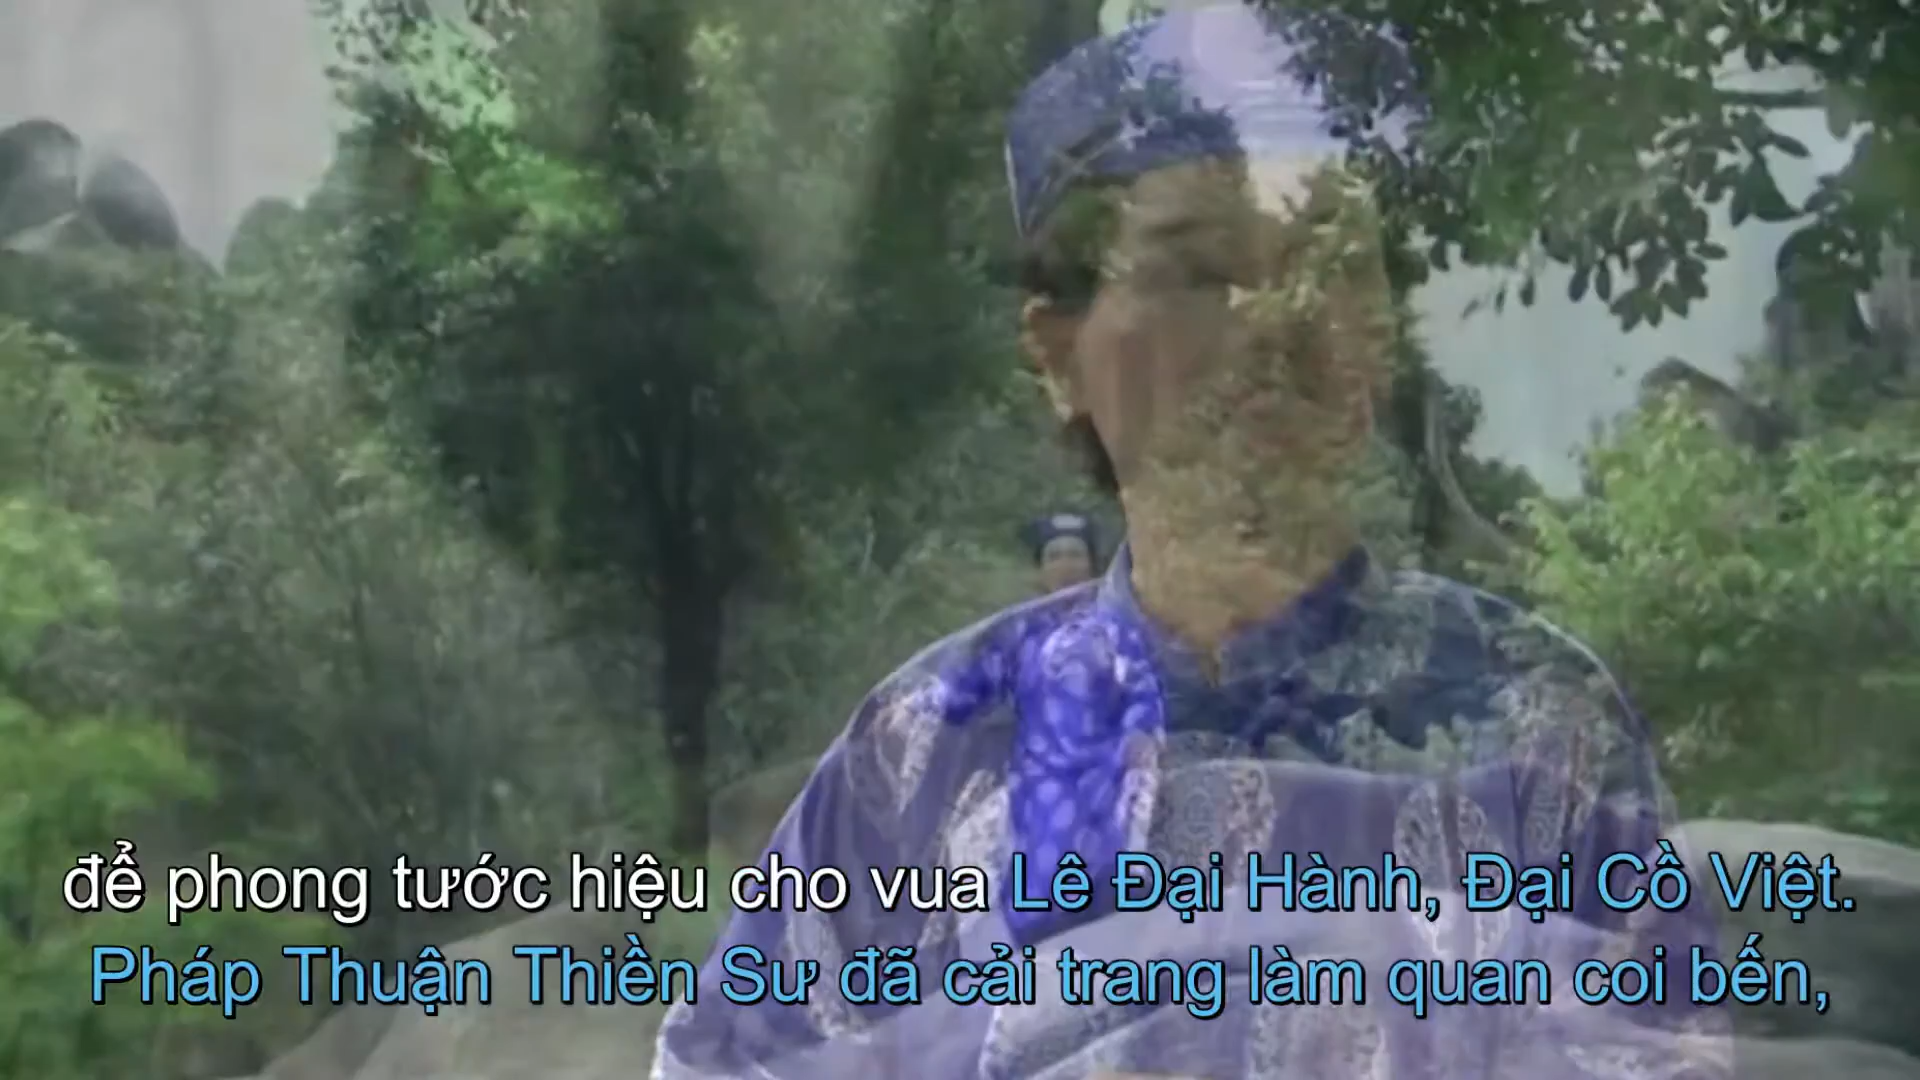 để phong tước hiệu cho vua Lê Đại Hành, Đại Cồ Việt.
Pháp Thuận Thiền Sư đã cải trang làm quan coi bến,